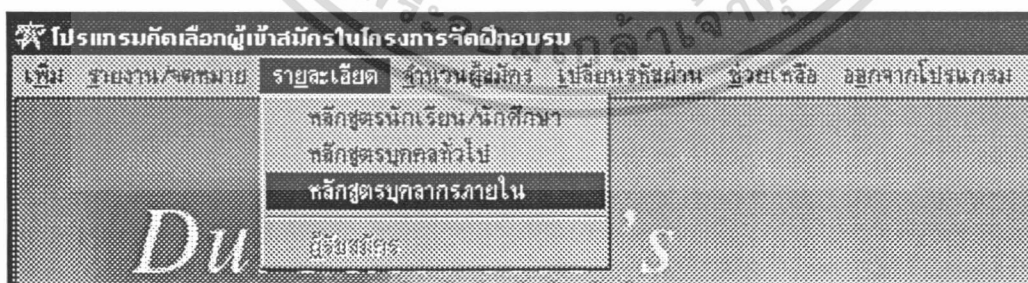 โปรแกรมคัดเลือกผู้เข้าสมัครในโครงการจัดฝึกอบรม
เพิ่ม รายงาน/จดหมาย รายละเอียด จำนวนผู้สมัคร เปลี่ยนรหัสผ่าน ช่วยเหลือ ออกจากโปรแกรม
หลักสูตรนักเรียน/นักศึกษา
หลักสูตรบุคคลทั่วไป
หลักสูตรบุคลากรภายใน
ผู้รับสมัคร
Du 's